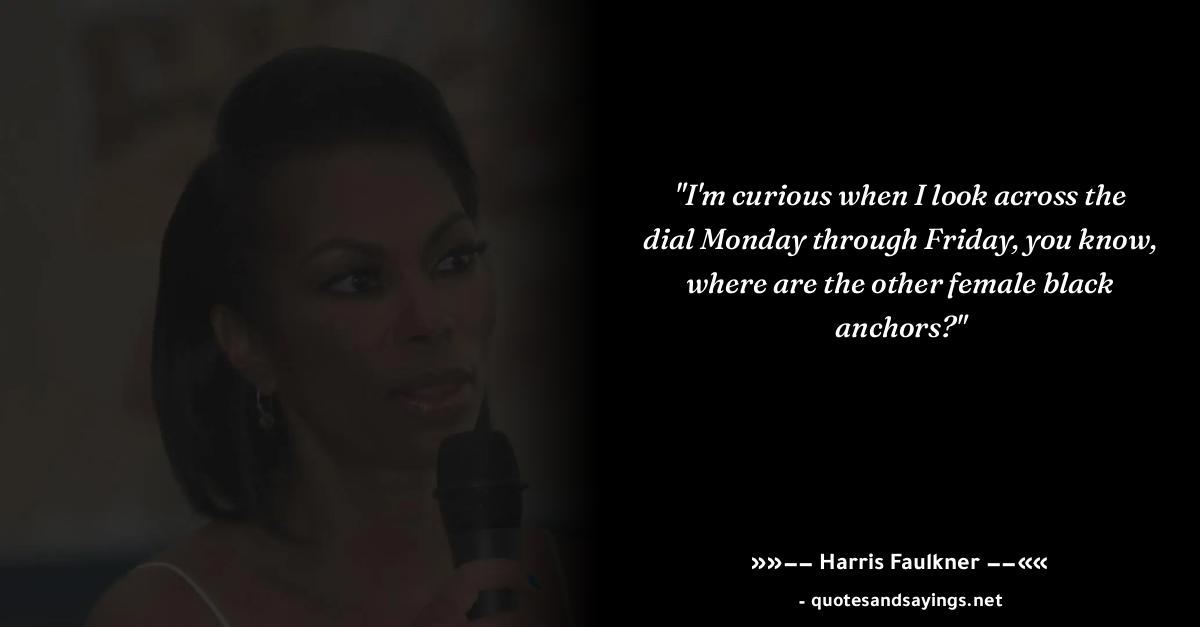 "I'm curious when I look across the
dial Monday through Friday, you know,
where are the other female black
anchors?"
»»–– Harris Faulkner ––««
- quotesandsayings.net